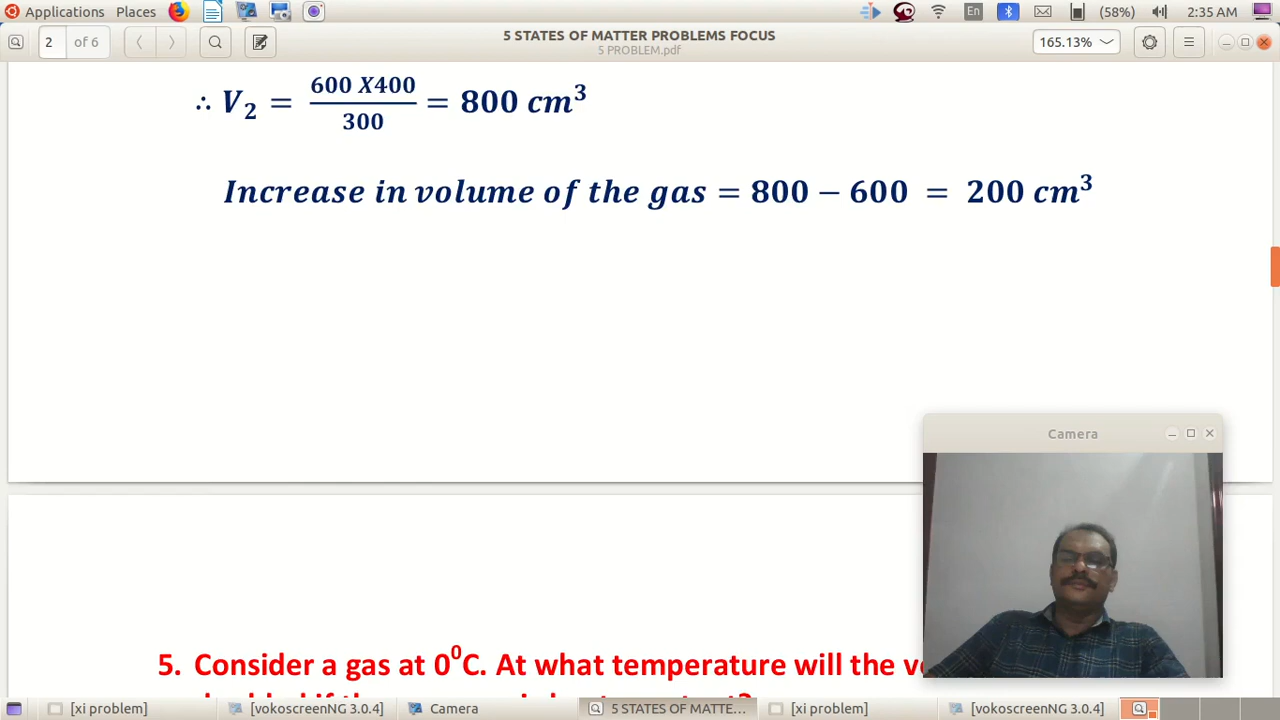 Applications Places En (58%) 2:35 AM
2 of 6 5 STATES OF MATTER PROBLEMS FOCUS 165.13%
5 PROBLEM.pdf
∴ V₂ = 600 X400 / 300 = 800 cm³
Increase in volume of the gas = 800 − 600 = 200 cm³
Camera
5. Consider a gas at 0⁰C. At what temperature will the
[xi problem] [vokoscreenNG 3.0.4] Camera 5 STATES OF MATTE... [xi problem] [vokoscreenNG 3.0.4]